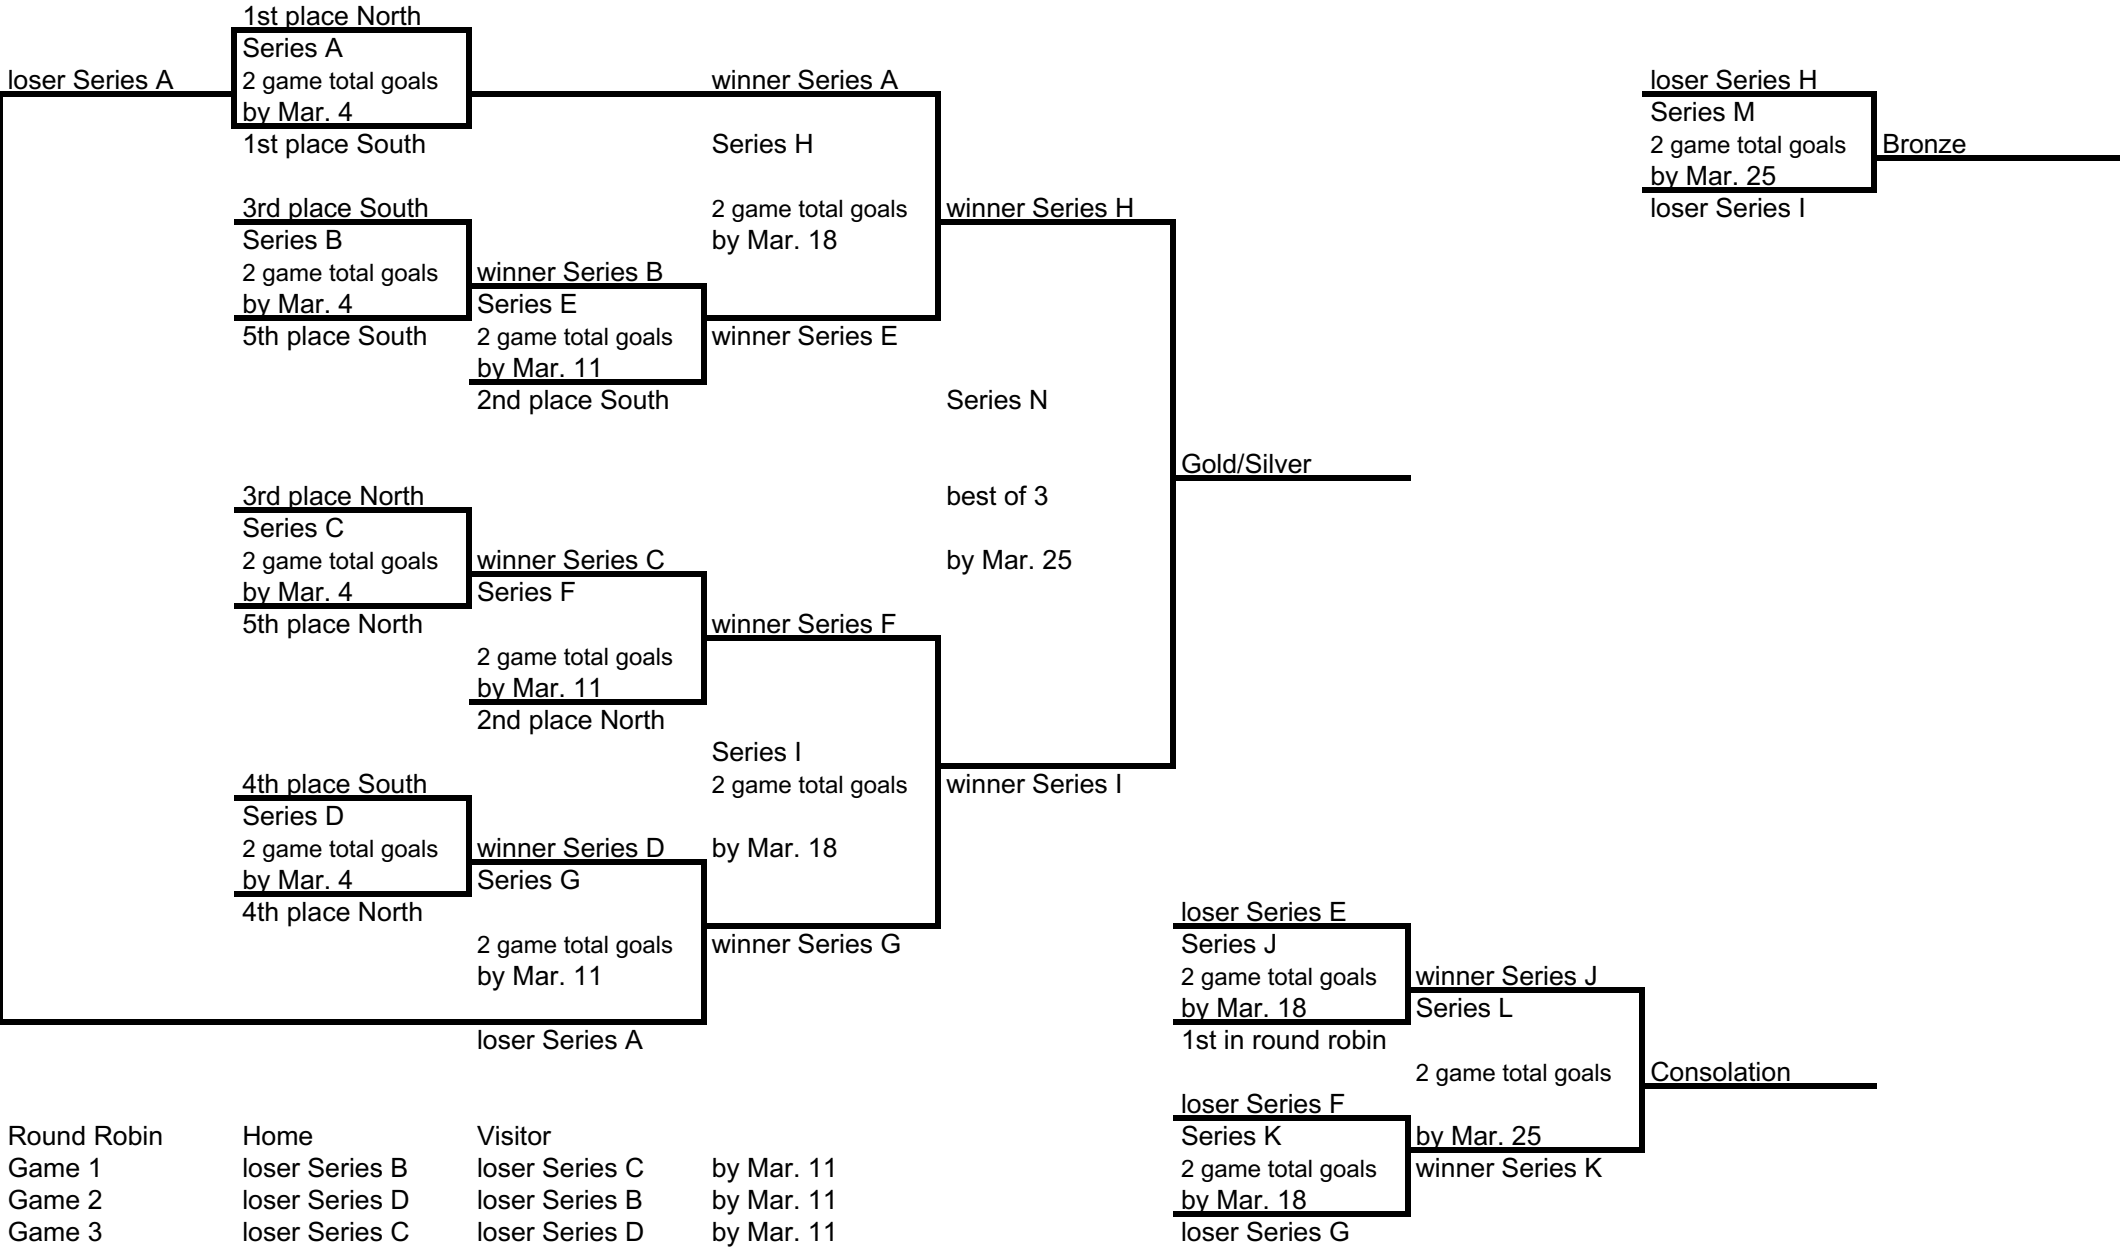 1st place North
Series A
loser Series A 2 game total goals winner Series A loser Series H
by Mar. 4 Series M
1st place South Series H 2 game total goals Bronze
by Mar. 25
3rd place South 2 game total goals winner Series H loser Series I
Series B by Mar. 18
2 game total goals winner Series B
by Mar. 4 Series E
5th place South 2 game total goals winner Series E
by Mar. 11
2nd place South Series N
Gold/Silver
3rd place North best of 3
Series C
2 game total goals winner Series C by Mar. 25
by Mar. 4 Series F
5th place North winner Series F
2 game total goals
by Mar. 11
2nd place North
Series I
4th place South 2 game total goals winner Series I
Series D
2 game total goals winner Series D by Mar. 18
by Mar. 4 Series G
4th place North loser Series E
2 game total goals winner Series G Series J
by Mar. 11 2 game total goals winner Series J
by Mar. 18 Series L
loser Series A 1st in round robin
2 game total goals Consolation
loser Series F
Round Robin Home Visitor Series K by Mar. 25
Game 1 loser Series B loser Series C by Mar. 11 2 game total goals winner Series K
Game 2 loser Series D loser Series B by Mar. 11 by Mar. 18
Game 3 loser Series C loser Series D by Mar. 11 loser Series G